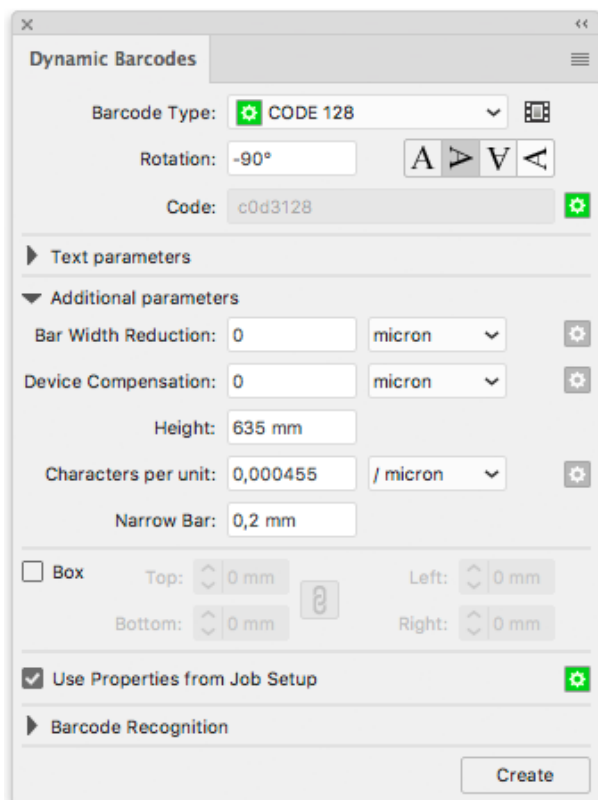 Dynamic Barcodes
Barcode Type: CODE 128
Rotation: -90° A A A A
Code: c0d3128
Text parameters
Additional parameters
Bar Width Reduction: 0 micron
Device Compensation: 0 micron
Height: 635 mm
Characters per unit: 0,000455 / micron
Narrow Bar: 0,2 mm
Box Top: 0 mm Left: 0 mm
Bottom: 0 mm Right: 0 mm
Use Properties from Job Setup
Barcode Recognition
Create